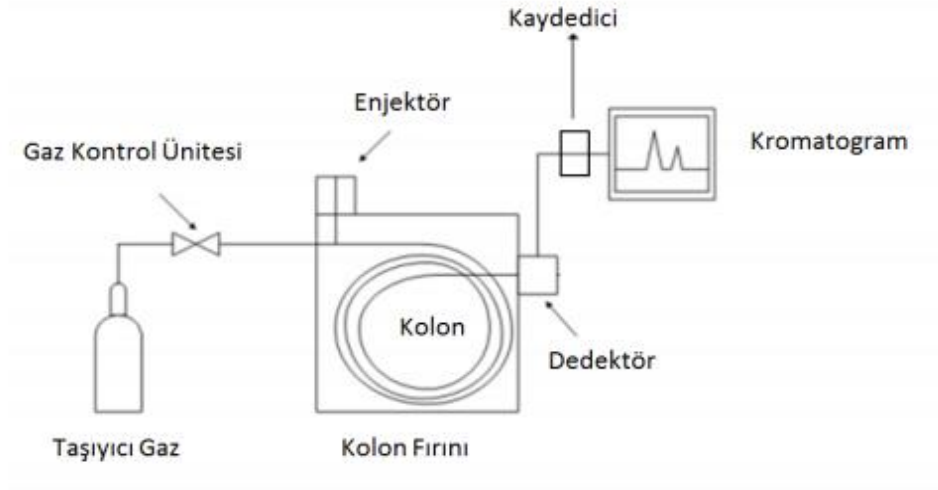 Kaydedici
Enjektör
Kromatogram
Gaz Kontrol Ünitesi
Kolon
Dedektör
Taşıyıcı Gaz
Kolon Fırını